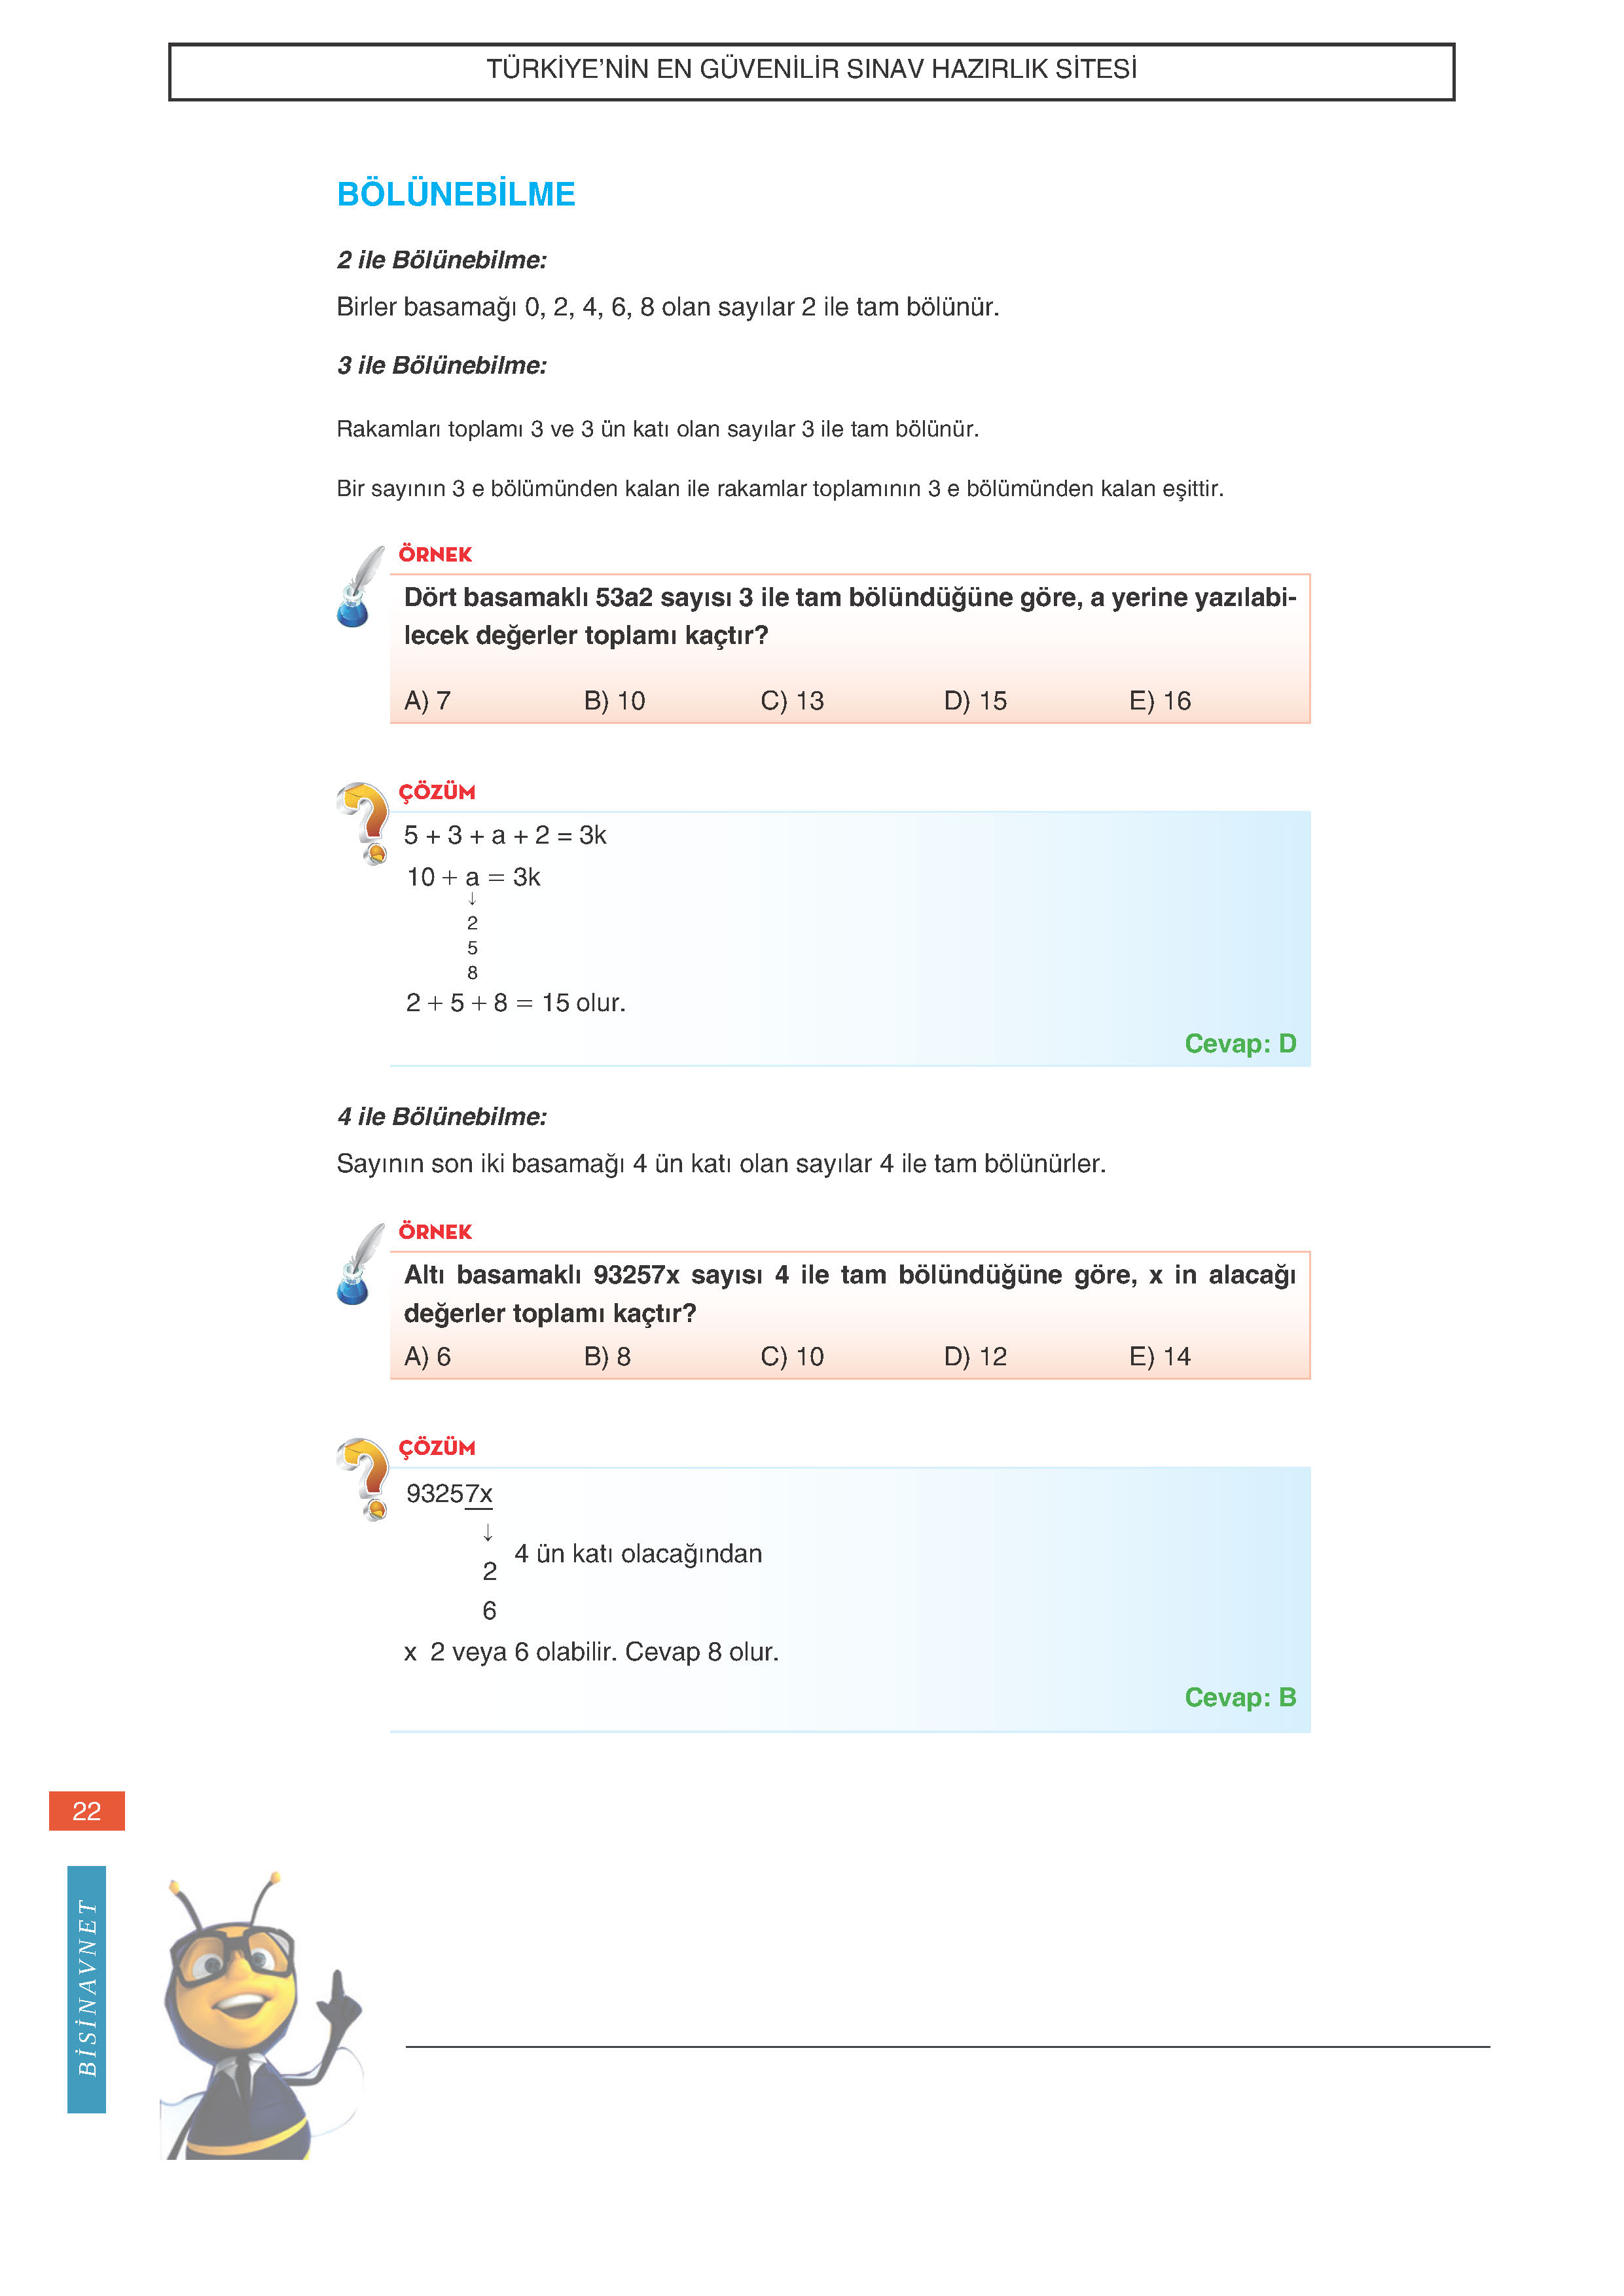 TÜRKİYE’NİN EN GÜVENİLİR SINAV HAZIRLIK SİTESİ
BÖLÜNEBİLME
2 ile Bölünebilme:
Birler basamağı 0, 2, 4, 6, 8 olan sayılar 2 ile tam bölünür.
3 ile Bölünebilme:
Rakamları toplamı 3 ve 3 ün katı olan sayılar 3 ile tam bölünür.
Bir sayının 3 e bölümünden kalan ile rakamlar toplamının 3 e bölümünden kalan eşittir.
ÖRNEK
Dört basamaklı 53a2 sayısı 3 ile tam bölündüğüne göre, a yerine yazılabi-
lecek değerler toplamı kaçtır?
A) 7 B) 10 C) 13 D) 15 E) 16
ÇÖZÜM
5 + 3 + a + 2 = 3k
10 + a = 3k
↓
2
5
8
2 + 5 + 8 = 15 olur.
Cevap: D
4 ile Bölünebilme:
Sayının son iki basamağı 4 ün katı olan sayılar 4 ile tam bölünürler.
ÖRNEK
Altı basamaklı 93257x sayısı 4 ile tam bölündüğüne göre, x in alacağı
değerler toplamı kaçtır?
A) 6 B) 8 C) 10 D) 12 E) 14
ÇÖZÜM
93257x
↓
4 ün katı olacağından
2
6
x 2 veya 6 olabilir. Cevap 8 olur.
Cevap: B
22
BİSİNAVNET